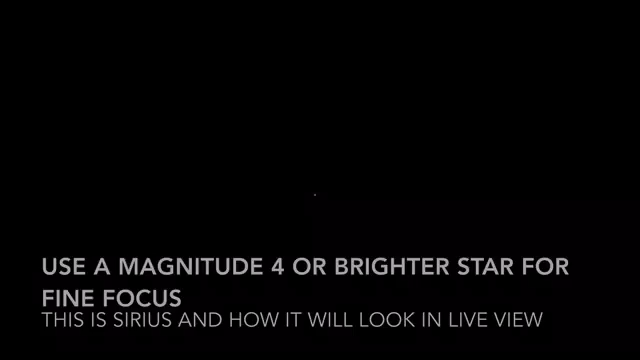 USE A MAGNITUDE 4 OR BRIGHTER STAR FOR
FINE FOCUS
THIS IS SIRIUS AND HOW IT WILL LOOK IN LIVE VIEW